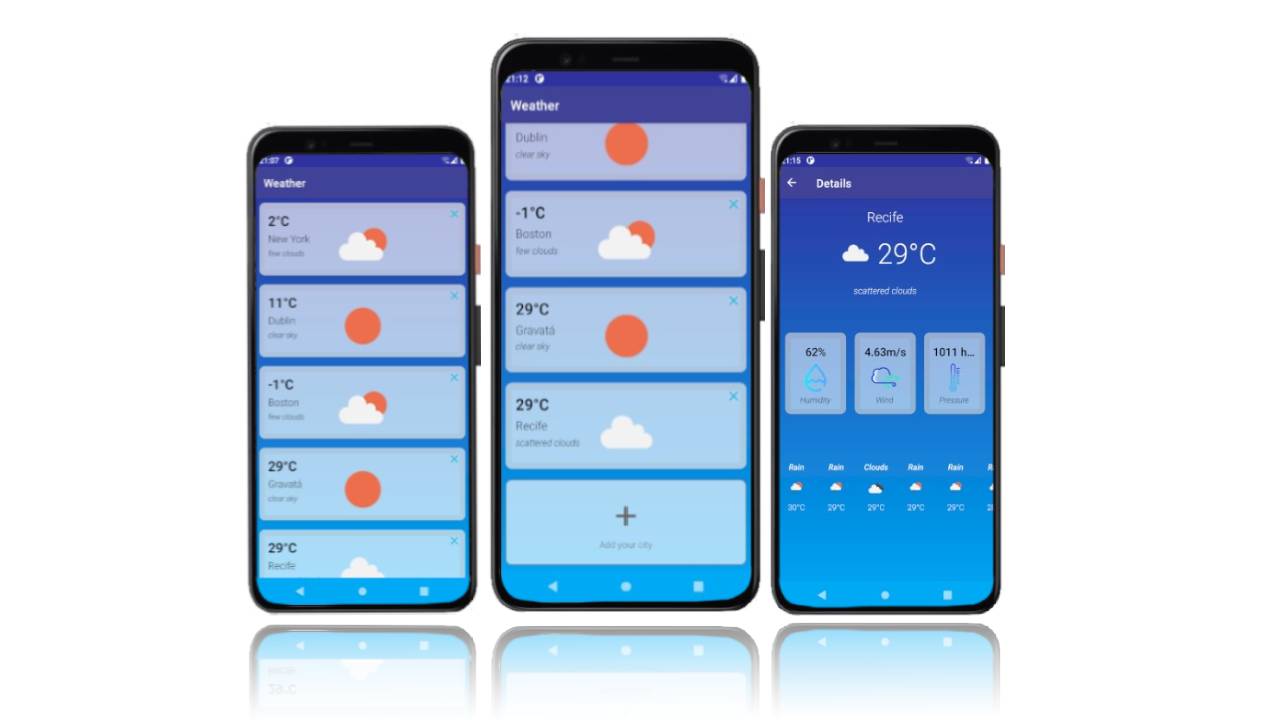 21:07
Weather
2°C
New York
few clouds
11°C
Dublin
clear sky
-1°C
Boston
few clouds
29°C
Gravatá
clear sky
29°C
Recife
21:12
Weather
Dublin
clear sky
-1°C
Boston
few clouds
29°C
Gravatá
clear sky
29°C
Recife
scattered clouds
+
Add your city
21:15
Details
Recife
29°C
scattered clouds
62% 4.63m/s 1011 h...
Humidity Wind Pressure
Rain Rain Clouds Rain Rain
30°C 29°C 29°C 29°C 29°C